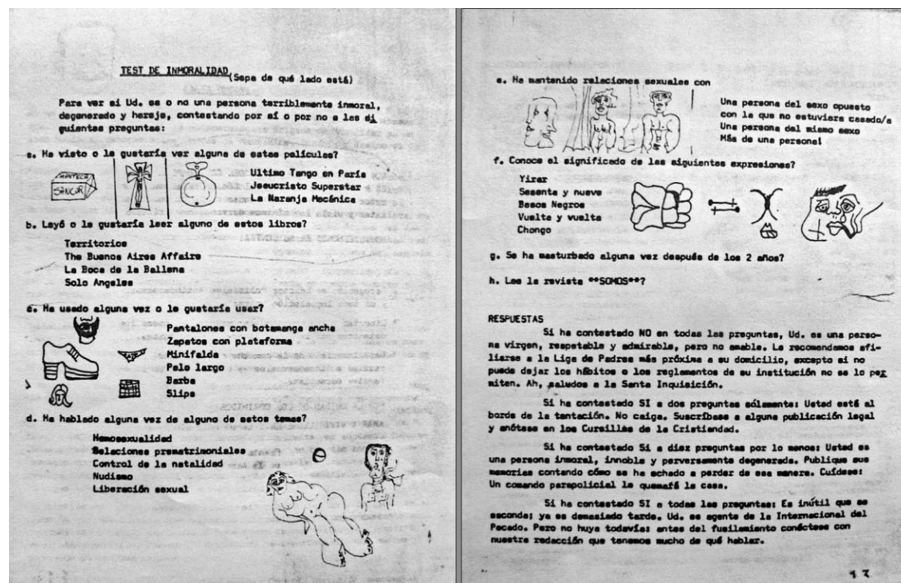 TEST DE INMORALIDAD (Sepa de qué lado está)
Para ver si Ud. es o no una persona terriblemente inmoral,
degenerado y hereje, contestando por sí o por no a las si
guientes preguntas:
a. Ha visto o le gustaría ver alguna de estas películas?
MANTECA
SANCOR
Ultimo Tango en París
Jesucristo Superstar
La Naranja Mecánica
b. Leyó o le gustaría leer alguno de estos libros?
Territorios
The Buenos Aires Affaire
La Boca de la Ballena
Solo Angeles
c. Ha usado alguna vez o le gustaría usar?
Pantalones con botamanga ancha
Zapatos con plataforma
Minifalda
Pelo largo
Barba
Slips
d. Ha hablado alguna vez de alguno de estos temas?
Homosexualidad
Relaciones prematrimoniales
Control de la natalidad
Nudismo
Liberación sexual
e. Ha mantenido relaciones sexuales con
Una persona del sexo opuesto
con la que no estuviera casado/a
Una persona del mismo sexo
Más de una persona?
f. Conoce el significado de las siguientes expresiones?
Yirar
Sesenta y nueve
Besos Negros
Vuelta y vuelta
Chongo
g. Se ha masturbado alguna vez después de los 2 años?
h. Lee la revista **SOMOS**?
RESPUESTAS
Si ha contestado NO en todas las preguntas, Ud. es una perso-
na virgen, respetable y admirable, pero no amable. Le recomendamos afi-
liarse a la Liga de Padres más próxima a su domicilio, excepto si no
puede dejar los hábitos o los reglamentos de su institución no se lo per
miten. Ah, saludos a la Santa Inquisición.
Si ha contestado SI a dos preguntas sólamente: Usted está al
borde de la tentación. No caiga. Suscríbase a alguna publicación legal
y anótese en los Cursillos de la Cristiandad.
Si ha contestado Si a diez preguntas por lo menos: Usted es
una persona inmoral, innoble y perversamente degenerada. Publique sus
memorias contando cómo se ha echado a perder de esa manera. Cuídese:
Un comando parapolicial le quemará la casa.
Si ha contestado SI a todas las preguntas: Es inútil que se
esconda; ya es demasiado tarde. Ud. es agente de la Internacional del
Pecado. Pero no huya todavía: antes del fusilamiento conéctese con
nuestra redacción que tenemos mucho de qué hablar.